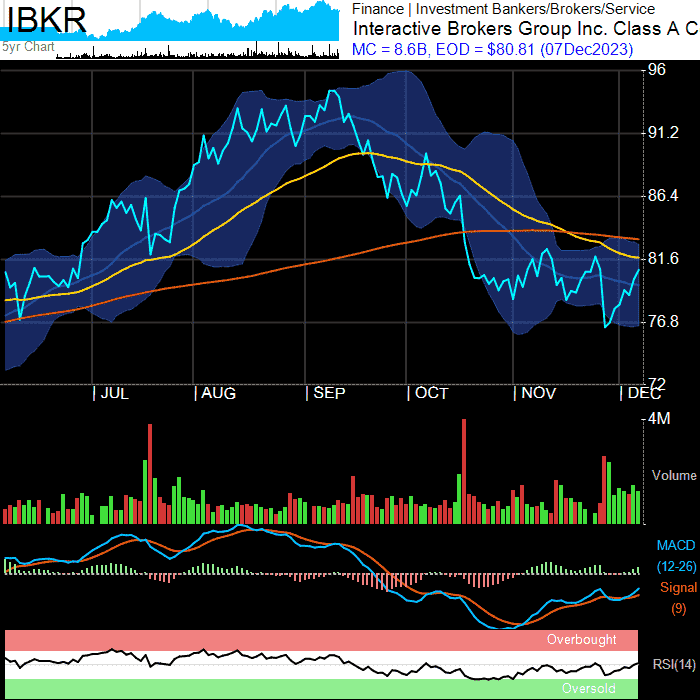 IBKR
5yr Chart
Finance | Investment Bankers/Brokers/Service
Interactive Brokers Group Inc. Class A C
MC = 8.6B, EOD = $80.81 (07Dec2023)
96
91.2
86.4
81.6
76.8
72
| JUL | AUG | SEP | OCT | NOV | DEC
4M
Volume
MACD
(12-26)
Signal
(9)
Overbought
RSI(14)
Oversold